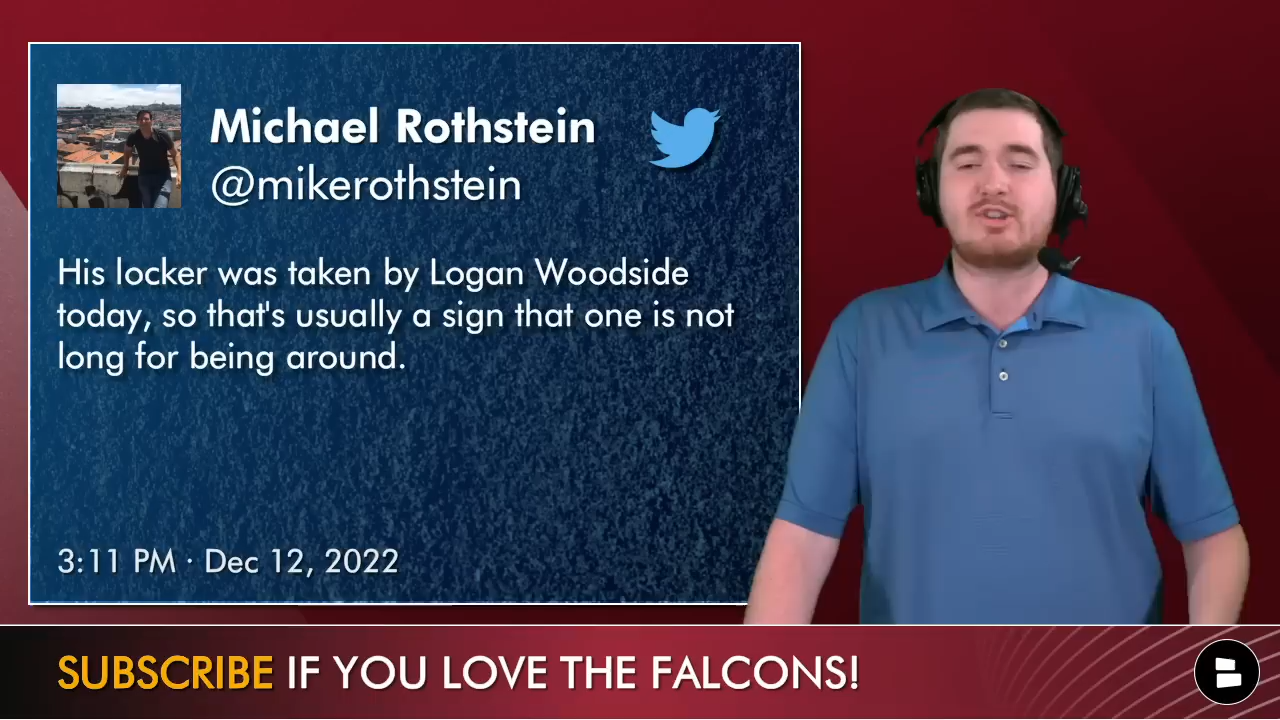 Michael Rothstein
@mikerothstein
His locker was taken by Logan Woodside
today, so that's usually a sign that one is not
long for being around.
3:11 PM · Dec 12, 2022
SUBSCRIBE IF YOU LOVE THE FALCONS!